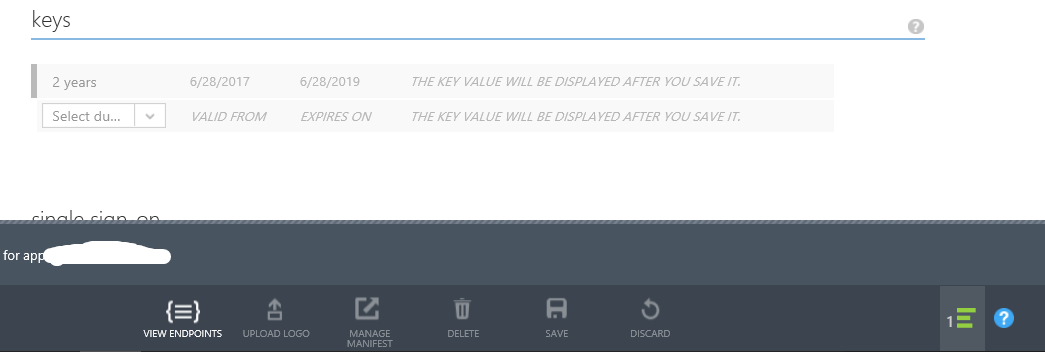 keys
?
2 years 6/28/2017 6/28/2019 THE KEY VALUE WILL BE DISPLAYED AFTER YOU SAVE IT.
Select du... VALID FROM EXPIRES ON THE KEY VALUE WILL BE DISPLAYED AFTER YOU SAVE IT.
single sign-on
for app
VIEW ENDPOINTS UPLOAD LOGO MANAGE MANIFEST DELETE SAVE DISCARD 1 ?